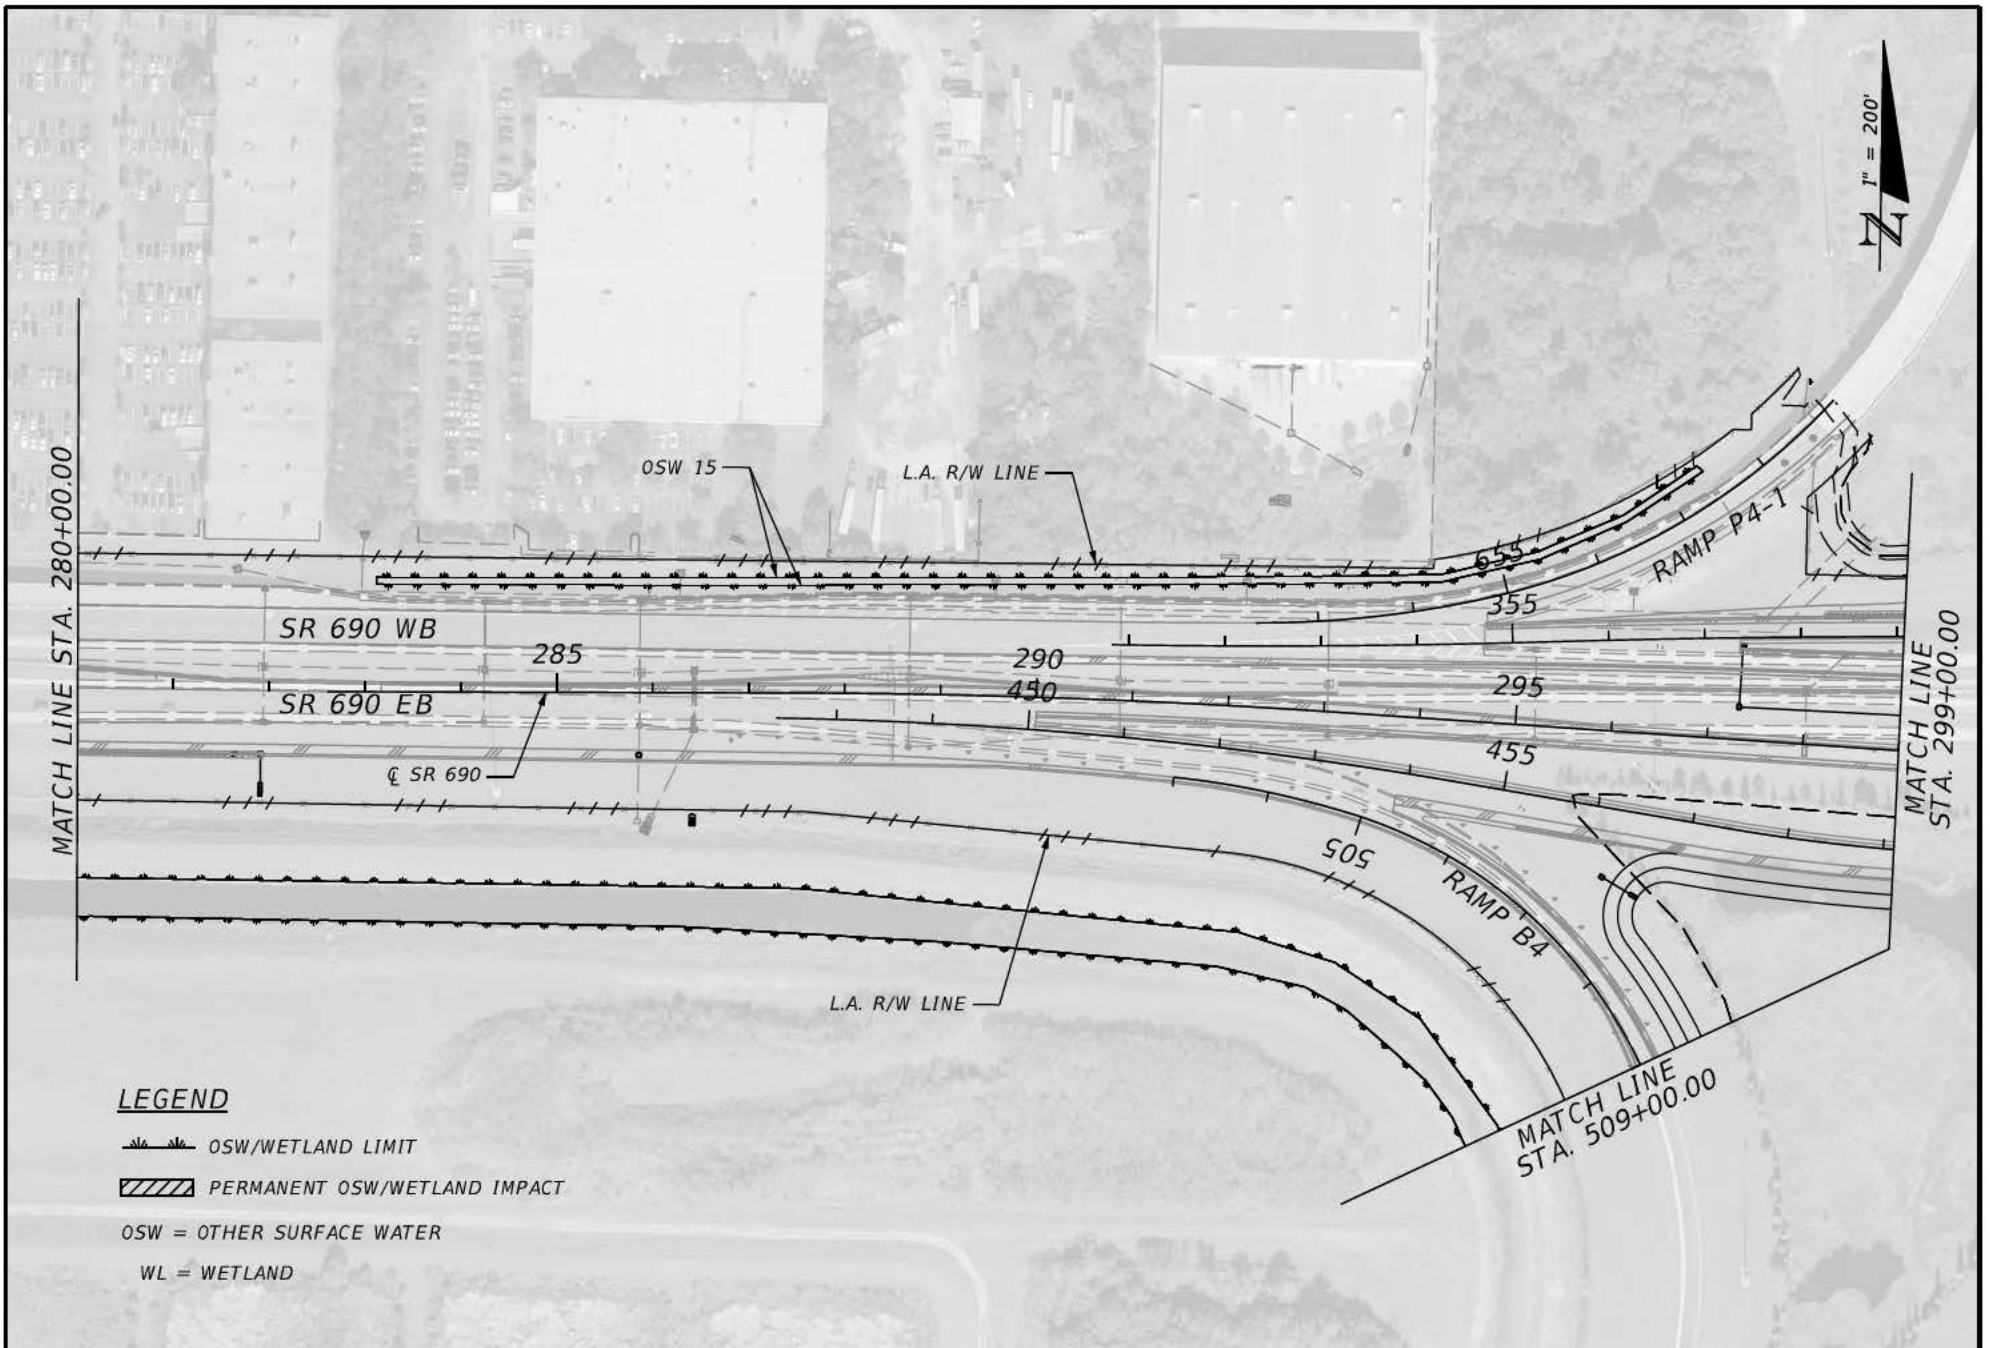 1" = 200'
N
MATCH LINE STA. 280+00.00
OSW 15
L.A. R/W LINE
655
RAMP P4-1
355
SR 690 WB
285
290
295
SR 690 EB
450
455
℄ SR 690
505
RAMP B4
L.A. R/W LINE
MATCH LINE
STA. 299+00.00
MATCH LINE
STA. 509+00.00
LEGEND
OSW/WETLAND LIMIT
PERMANENT OSW/WETLAND IMPACT
OSW = OTHER SURFACE WATER
WL = WETLAND